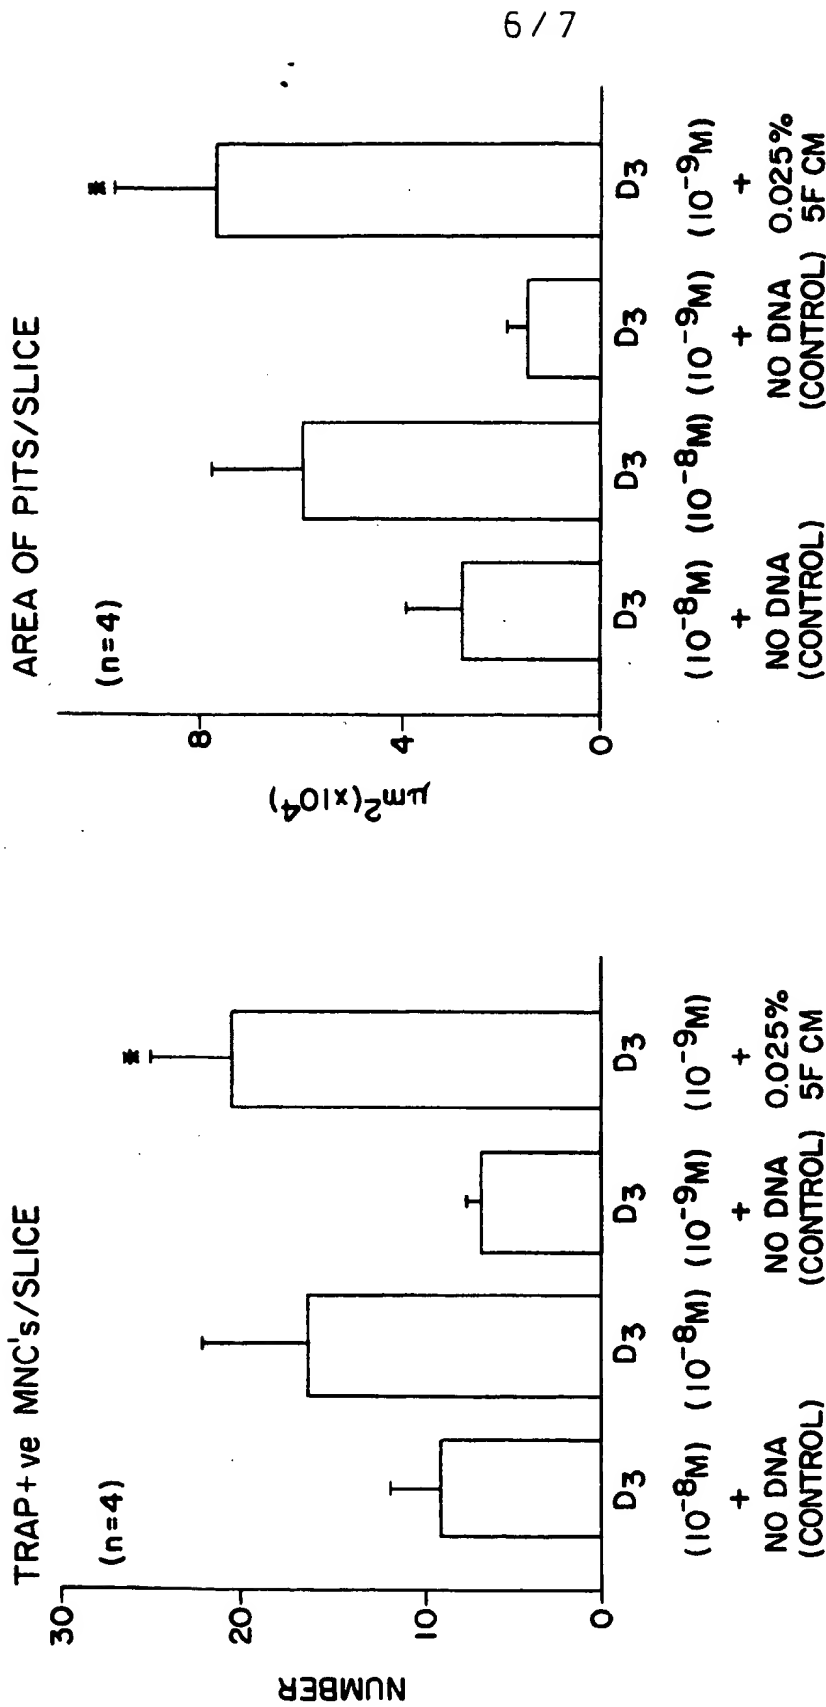 6/7
TRAP+ve MNC's/SLICE
(n=4)
30
20
10
0
NUMBER
D3 D3 D3 D3
(10⁻⁸M) (10⁻⁸M) (10⁻⁹M) (10⁻⁹M)
+ + +
NO DNA NO DNA 0.025%
(CONTROL) (CONTROL) 5F CM
*
AREA OF PITS/SLICE
(n=4)
8
4
0
μm²(x10⁴)
D3 D3 D3 D3
(10⁻⁸M) (10⁻⁸M) (10⁻⁹M) (10⁻⁹M)
+ + +
NO DNA NO DNA 0.025%
(CONTROL) (CONTROL) 5F CM
*